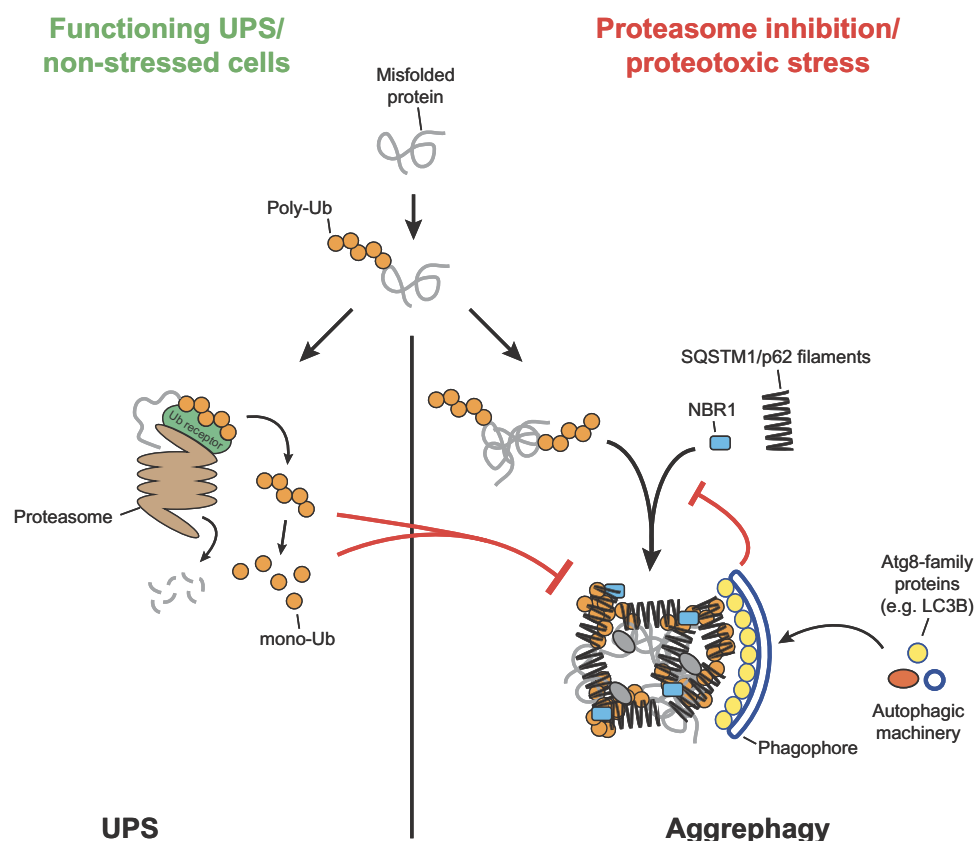 Functioning UPS/
non-stressed cells
Proteasome inhibition/
proteotoxic stress
Misfolded
protein
Poly-Ub
SQSTM1/p62 filaments
NBR1
Ub receptor
Proteasome
mono-Ub
Atg8-family
proteins
(e.g. LC3B)
Autophagic
machinery
Phagophore
UPS
Aggrephagy